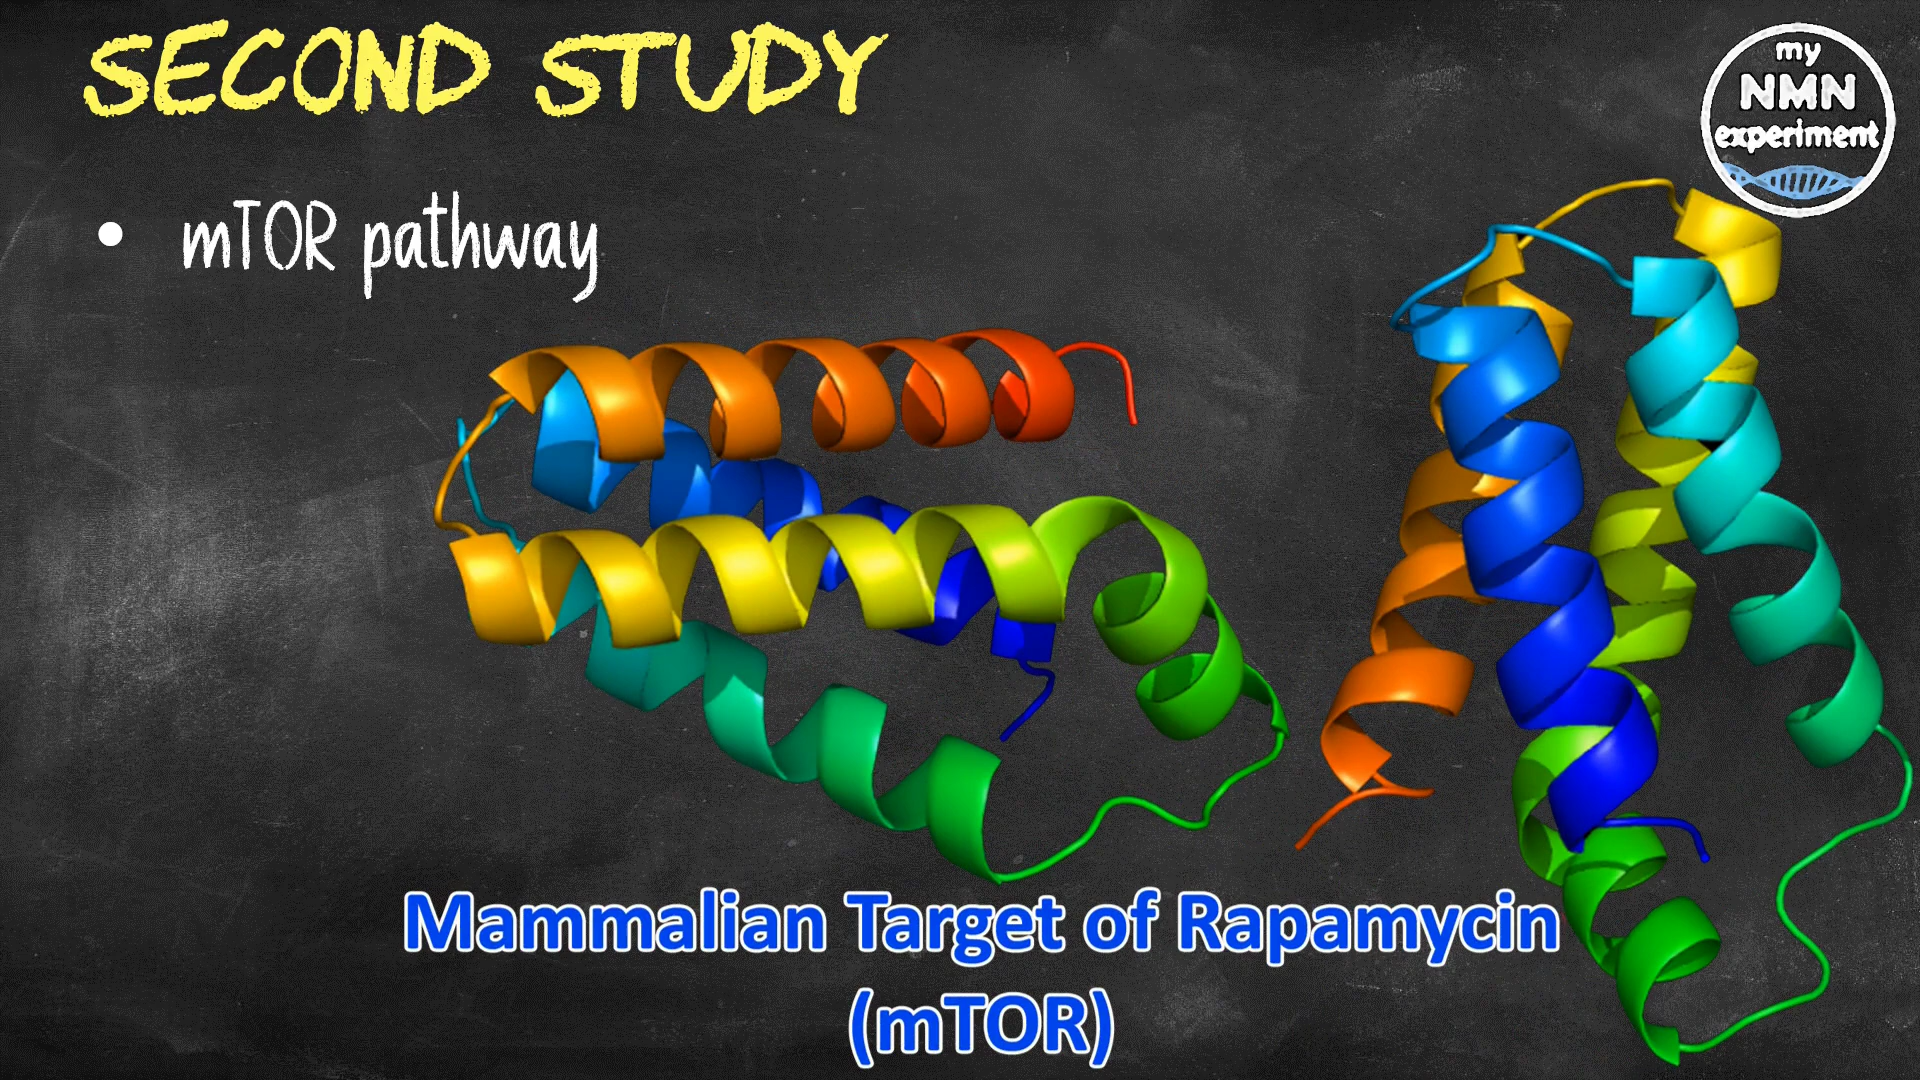 SECOND STUDY
my
NMN
experiment
• mTOR pathway
Mammalian Target of Rapamycin
(mTOR)